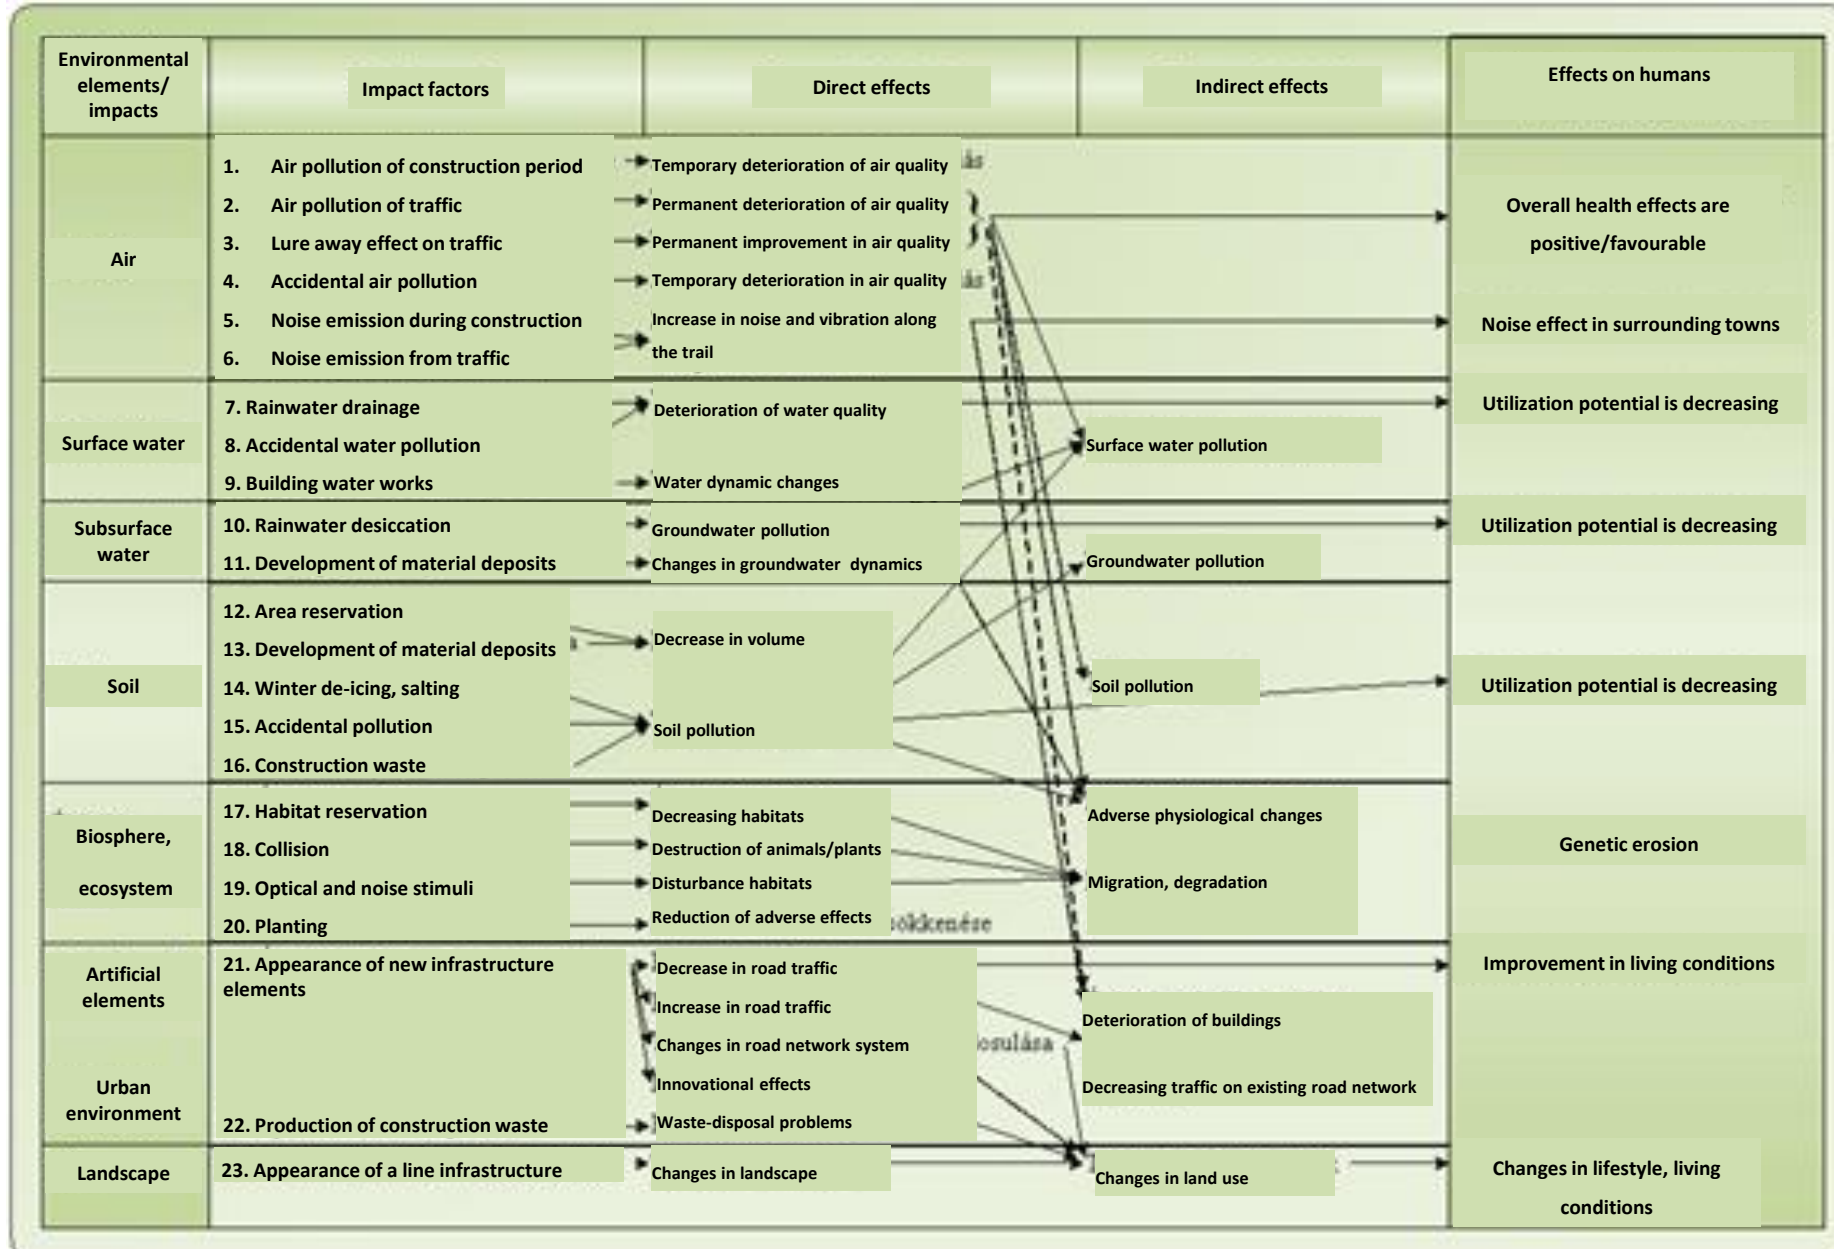 Environmental
elements/
impacts
Impact factors
Direct effects
Indirect effects
Effects on humans
Air
1. Air pollution of construction period
2. Air pollution of traffic
3. Lure away effect on traffic
4. Accidental air pollution
5. Noise emission during construction
6. Noise emission from traffic
Temporary deterioration of air quality
Permanent deterioration of air quality
Permanent improvement in air quality
Temporary deterioration in air quality
Increase in noise and vibration along
the trail
ás
ás
Overall health effects are
positive/favourable
Noise effect in surrounding towns
Surface water
7. Rainwater drainage
8. Accidental water pollution
9. Building water works
Deterioration of water quality
Water dynamic changes
Surface water pollution
Utilization potential is decreasing
Subsurface
water
10. Rainwater desiccation
11. Development of material deposits
Groundwater pollution
Changes in groundwater dynamics
Groundwater pollution
Utilization potential is decreasing
Soil
12. Area reservation
13. Development of material deposits
14. Winter de-icing, salting
15. Accidental pollution
16. Construction waste
Decrease in volume
Soil pollution
Soil pollution
Utilization potential is decreasing
Biosphere,
ecosystem
17. Habitat reservation
18. Collision
19. Optical and noise stimuli
20. Planting
Decreasing habitats
Destruction of animals/plants
Disturbance habitats
Reduction of adverse effects
ökkenése
Adverse physiological changes
Migration, degradation
Genetic erosion
Artificial
elements
Urban
environment
21. Appearance of new infrastructure
elements
22. Production of construction waste
Decrease in road traffic
Increase in road traffic
Changes in road network system
Innovational effects
Waste-disposal problems
osulása
Deterioration of buildings
Decreasing traffic on existing road network
Improvement in living conditions
Landscape
23. Appearance of a line infrastructure
Changes in landscape
Changes in land use
Changes in lifestyle, living
conditions